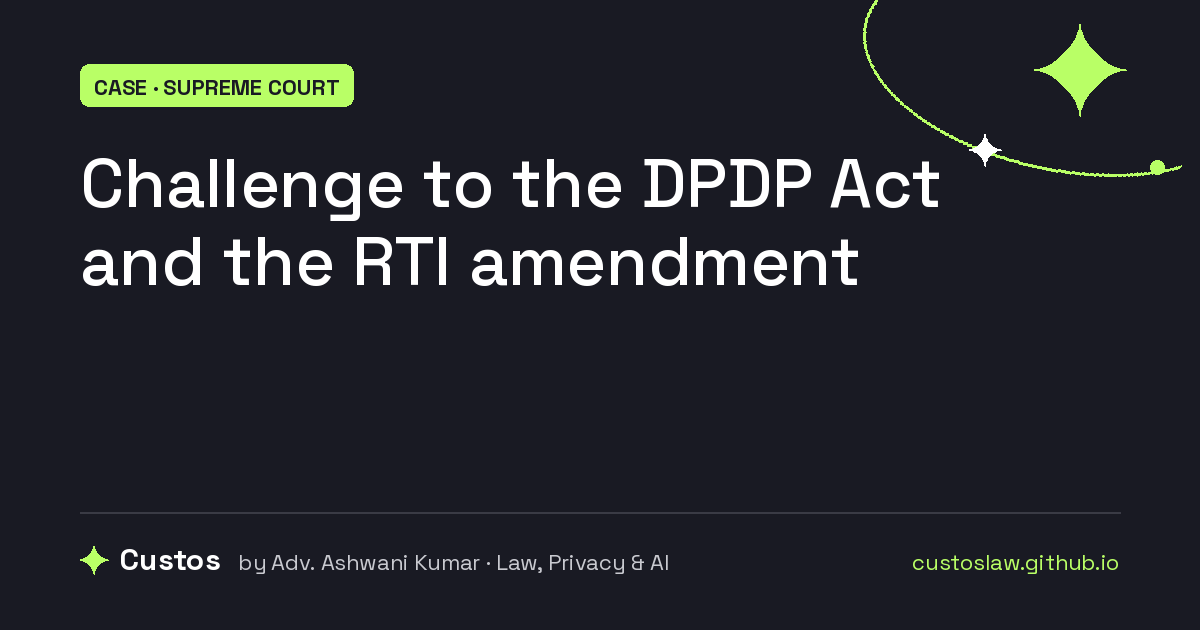 CASE · SUPREME COURT
Challenge to the DPDP Act
and the RTI amendment
Custos by Adv. Ashwani Kumar · Law, Privacy & AI
custoslaw.github.io